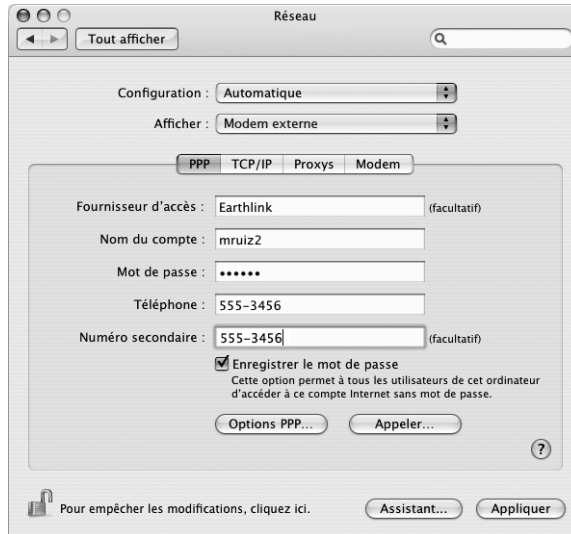 Réseau
Tout afficher
Configuration : Automatique
Afficher : Modem externe
PPP TCP/IP Proxys Modem
Fournisseur d'accès : Earthlink (facultatif)
Nom du compte : mruiz2
Mot de passe : ••••••
Téléphone : 555-3456
Numéro secondaire : 555-3456 (facultatif)
Enregistrer le mot de passe
Cette option permet à tous les utilisateurs de cet ordinateur
d'accéder à ce compte Internet sans mot de passe.
Options PPP... Appeler...
?
Pour empêcher les modifications, cliquez ici. Assistant... Appliquer